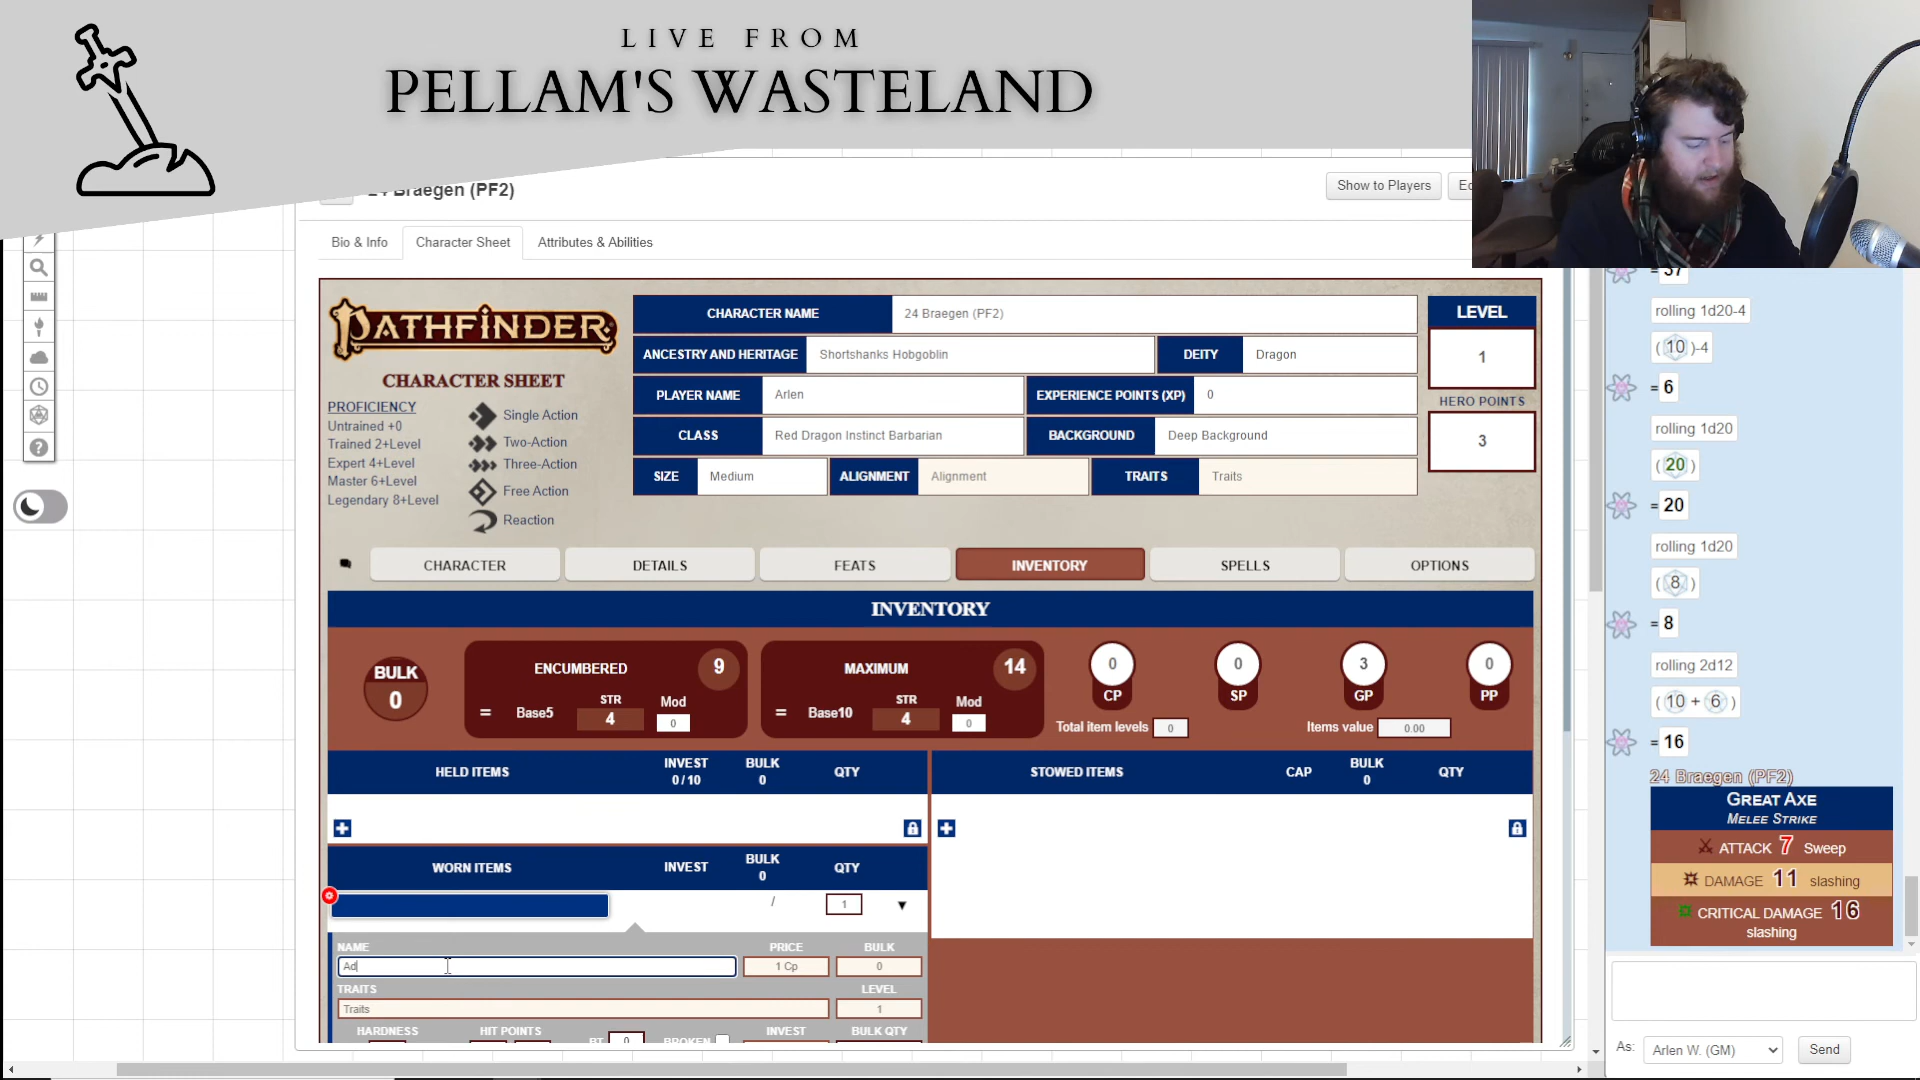 LIVE FROM
PELLAM'S WASTELAND
24 Braegen (PF2)
Show to Players
Bio & Info
Character Sheet
Attributes & Abilities
PATHFINDER
CHARACTER SHEET
PROFICIENCY
Untrained +0
Trained 2+Level
Expert 4+Level
Master 6+Level
Legendary 8+Level
Single Action
Two-Action
Three-Action
Free Action
Reaction
CHARACTER NAME 24 Braegen (PF2)
ANCESTRY AND HERITAGE Shortshanks Hobgoblin DEITY Dragon
PLAYER NAME Arlen EXPERIENCE POINTS (XP) 0
CLASS Red Dragon Instinct Barbarian BACKGROUND Deep Background
SIZE Medium ALIGNMENT Alignment TRAITS Traits
LEVEL
1
HERO POINTS
3
CHARACTER DETAILS FEATS INVENTORY SPELLS OPTIONS
INVENTORY
BULK
0
ENCUMBERED 9
= Base5 STR 4 Mod 0
MAXIMUM 14
= Base10 STR 4 Mod 0
0 CP
0 SP
3 GP
0 PP
Total item levels 0
Items value 0.00
HELD ITEMS INVEST 0 / 10 BULK 0 QTY
STOWED ITEMS CAP BULK 0 QTY
WORN ITEMS INVEST BULK 0 QTY
/ 1
NAME PRICE BULK
Ad 1 Cp 0
TRAITS LEVEL
Traits 1
HARDNESS HIT POINTS BT 0 BROKEN INVEST BULK QTY
= 37
rolling 1d20-4
(10)-4
= 6
rolling 1d20
(20)
= 20
rolling 1d20
(8)
= 8
rolling 2d12
(10 + 6)
= 16
24 Braegen (PF2)
GREAT AXE
MELEE STRIKE
ATTACK 7 Sweep
DAMAGE 11 slashing
CRITICAL DAMAGE 16
slashing
As: Arlen W. (GM) Send